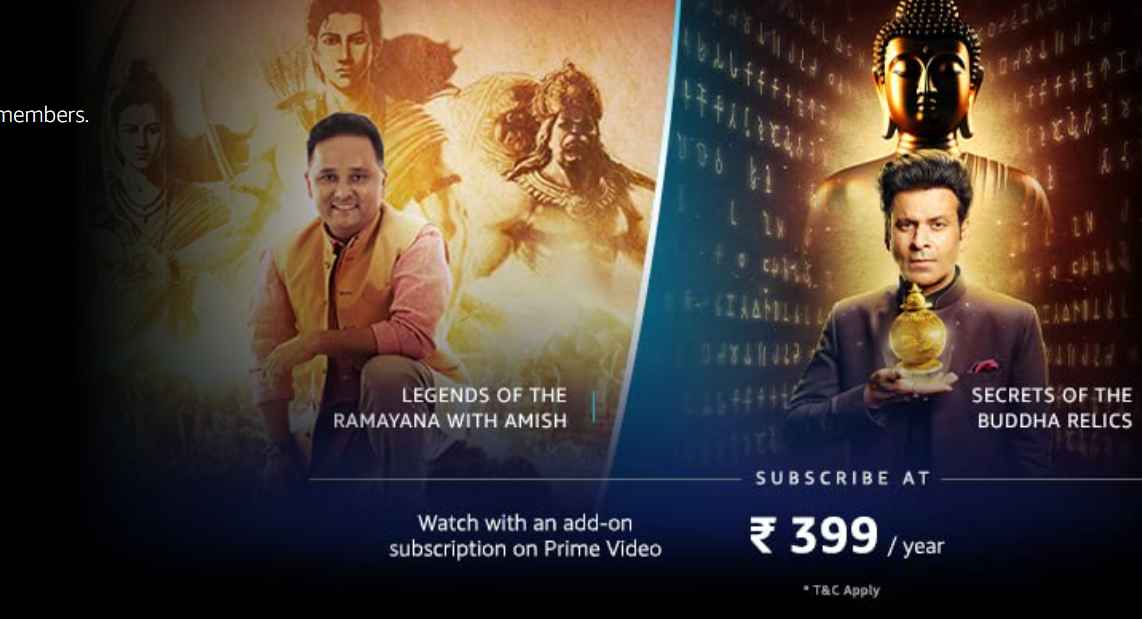 members.
LEGENDS OF THE
RAMAYANA WITH AMISH
SECRETS OF THE
BUDDHA RELICS
SUBSCRIBE AT
Watch with an add-on
subscription on Prime Video
₹ 399 / year
* T&C Apply